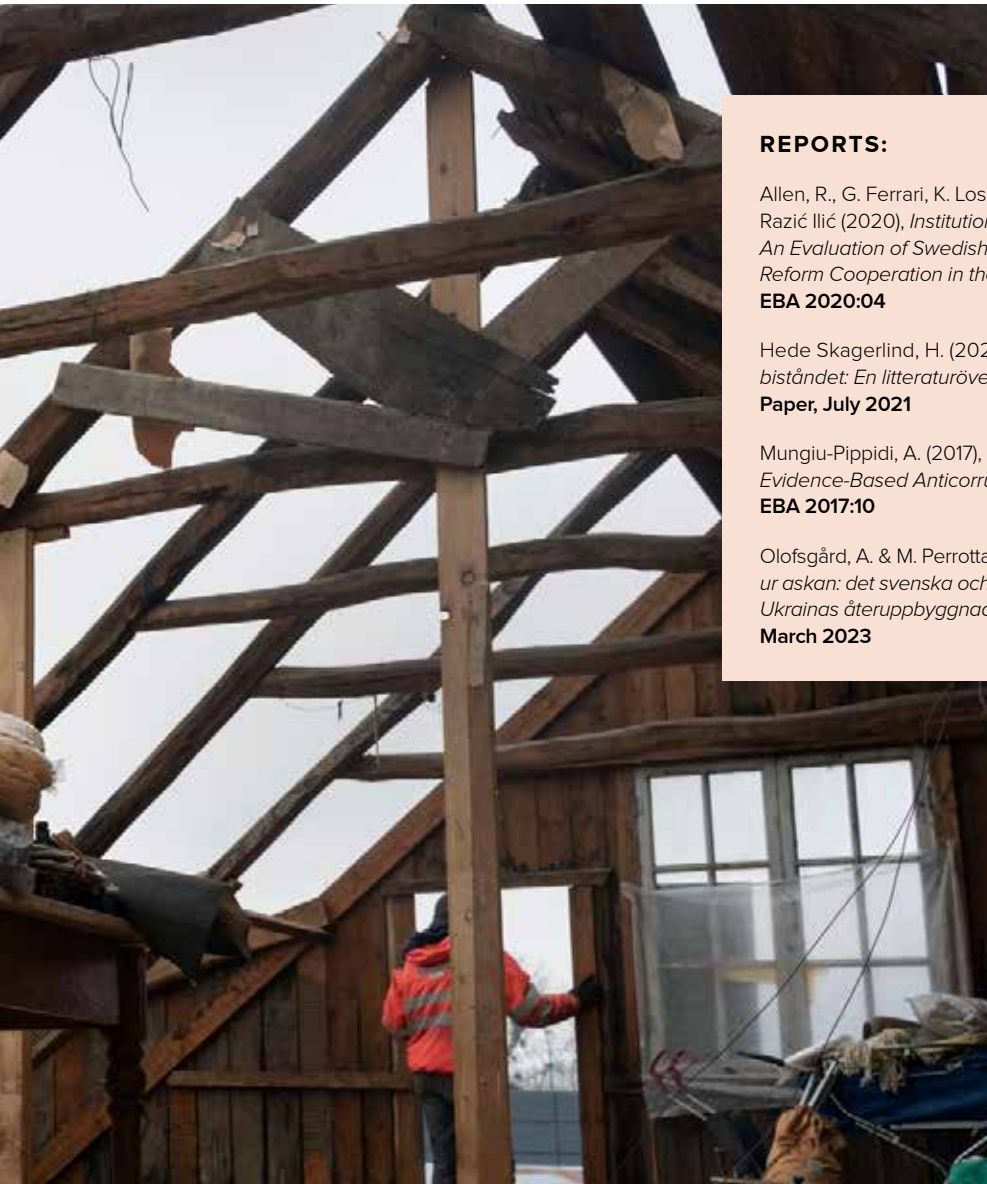 REPORTS:
Allen, R., G. Ferrari, K. Los
Razić Ilić (2020), Institution
An Evaluation of Swedish
Reform Cooperation in the
EBA 2020:04
Hede Skagerlind, H. (202
biståndet: En litteraturöve
Paper, July 2021
Mungiu-Pippidi, A. (2017),
Evidence-Based Anticorru
EBA 2017:10
Olofsgård, A. & M. Perrotta
ur askan: det svenska och
Ukrainas återuppbyggnad
March 2023